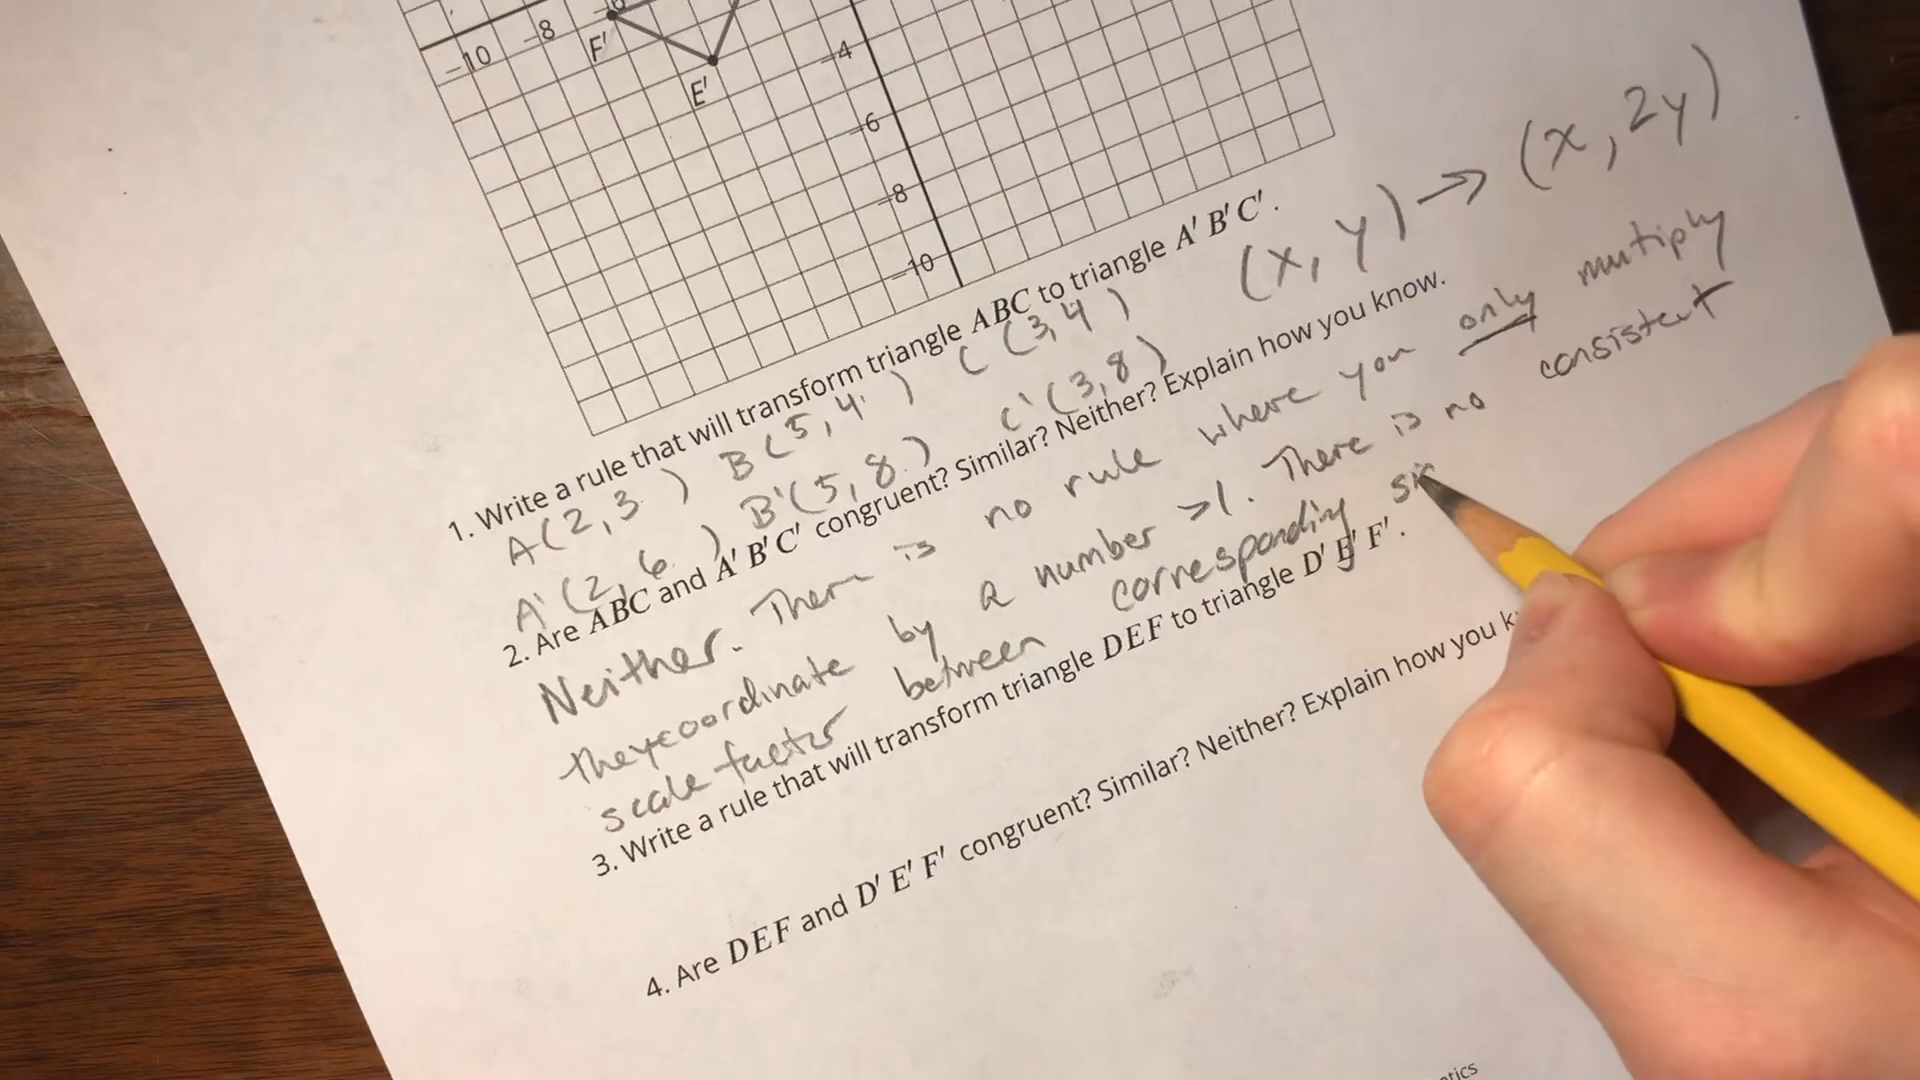 -10
-8
F'
E'
-4
-6
-8
-10
1. Write a rule that will transform triangle ABC to triangle A' B' C'.
(x, y) → (x, 2y)
A(2, 3) B(5, 4) C(3, 4)
A'(2, 6) B'(5, 8) C'(3, 8)
2. Are ABC and A' B' C' congruent? Similar? Neither? Explain how you know.
Neither. There is no rule where you only multiply
the y coordinate by a number >1. There is no consistent
scale factor between corresponding
3. Write a rule that will transform triangle DEF to triangle D' E' F'.
4. Are DEF and D' E' F' congruent? Similar? Neither? Explain how you